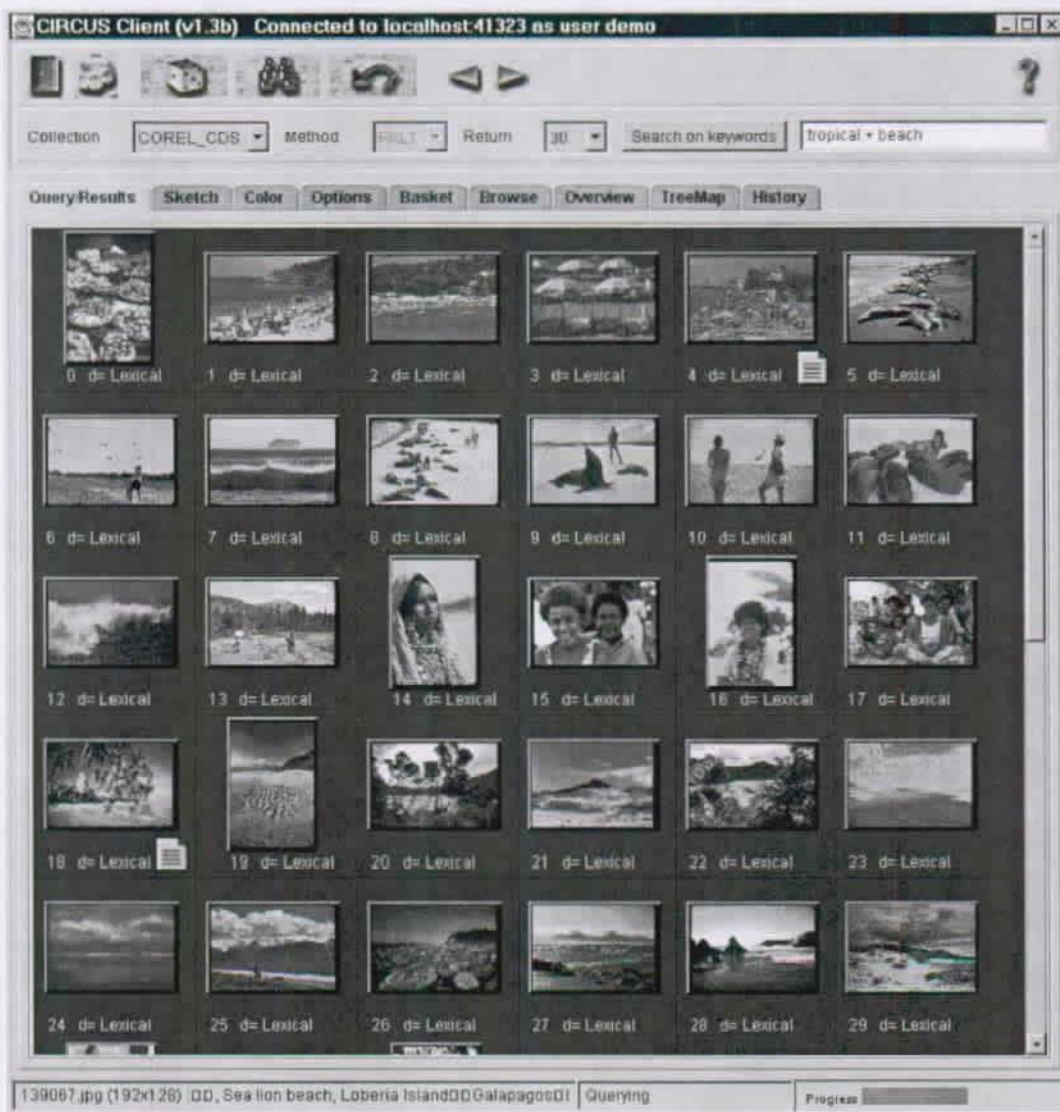 CIRCUS Client (v1.3b) Connected to localhost:41323 as user demo
Collection COREL_CDS Method Return 30 Search on keywords tropical + beach
Query/Results Sketch Color Options Basket Browse Overview TreeMap History
0 d= Lexical 1 d= Lexical 2 d= Lexical 3 d= Lexical 4 d= Lexical 5 d= Lexical
6 d= Lexical 7 d= Lexical 8 d= Lexical 9 d= Lexical 10 d= Lexical 11 d= Lexical
12 d= Lexical 13 d= Lexical 14 d= Lexical 15 d= Lexical 16 d= Lexical 17 d= Lexical
18 d= Lexical 19 d= Lexical 20 d= Lexical 21 d= Lexical 22 d= Lexical 23 d= Lexical
24 d= Lexical 25 d= Lexical 26 d= Lexical 27 d= Lexical 28 d= Lexical 29 d= Lexical
139067.jpg (192x128) □□, Sea lion beach, Loberia Island□□Galapagos□ Querying Progress